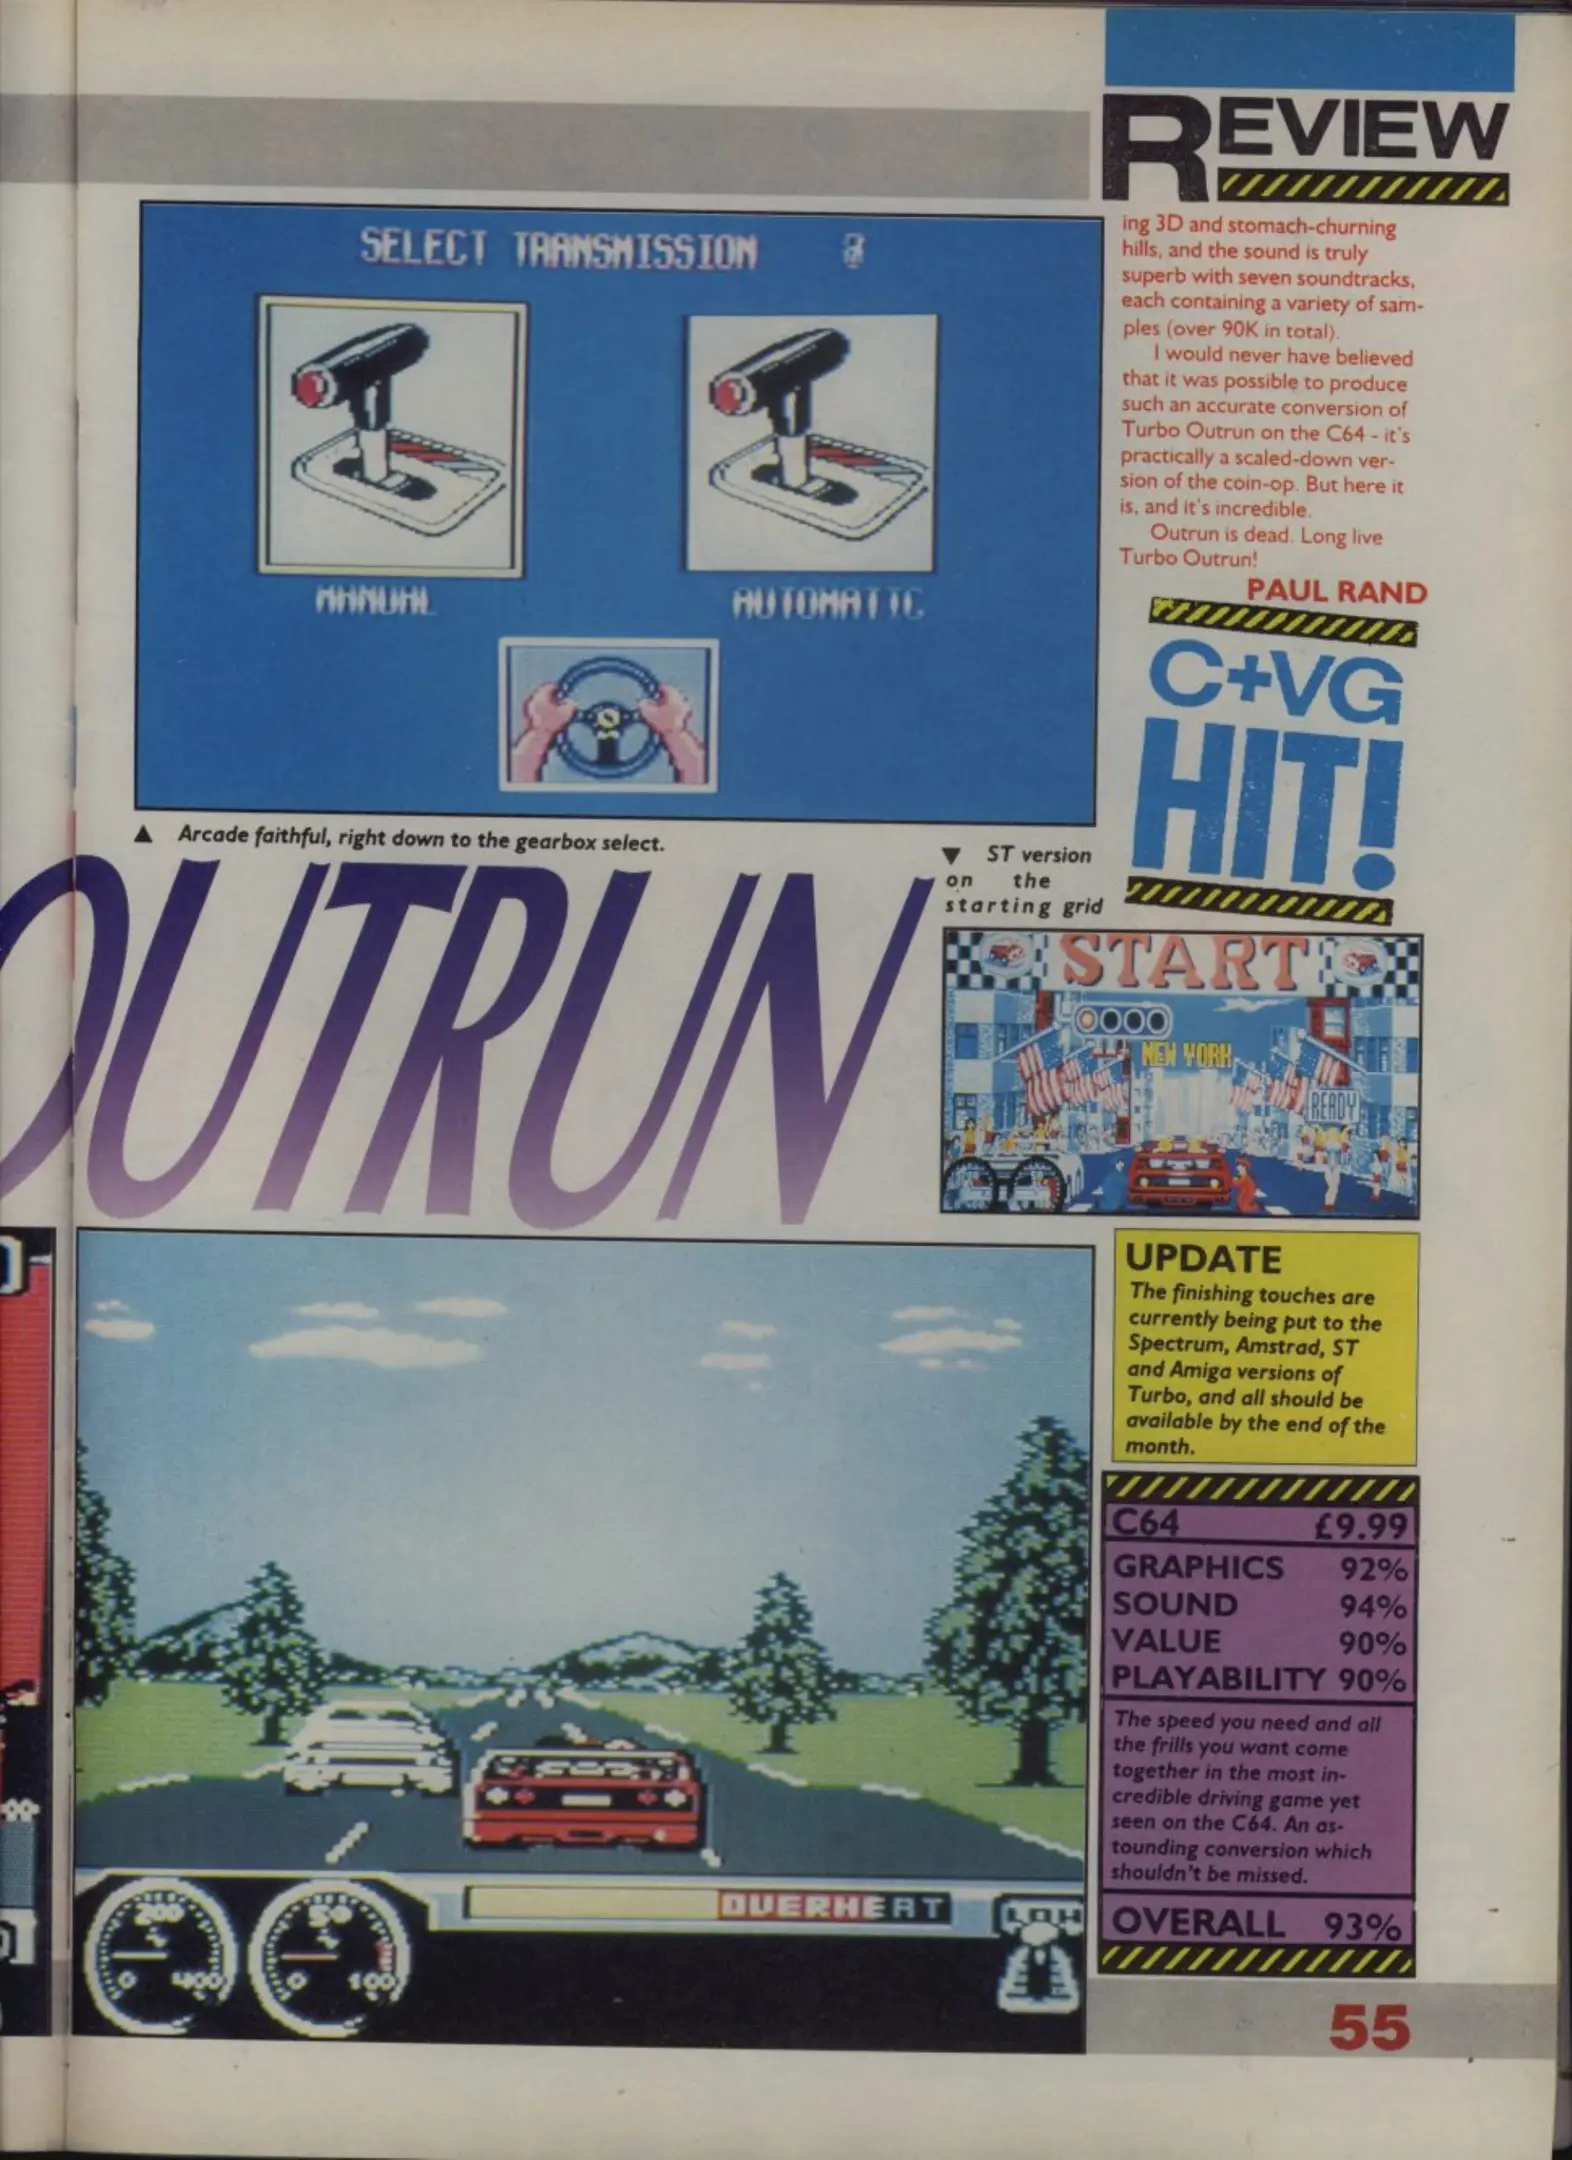 REVIEW
SELECT TRANSMISSION
MANUAL
AUTOMATIC
▲ Arcade faithful, right down to the gearbox select.
ing 3D and stomach-churning
hills, and the sound is truly
superb with seven soundtracks,
each containing a variety of sam-
ples (over 90K in total).
I would never have believed
that it was possible to produce
such an accurate conversion of
Turbo Outrun on the C64 - it's
practically a scaled-down ver-
sion of the coin-op. But here it
is, and it's incredible.
Outrun is dead. Long live
Turbo Outrun!
PAUL RAND
C+VG
HIT!
▼ ST version
on the
starting grid
OUTRUN
START
NEW YORK
READY
UPDATE
The finishing touches are
currently being put to the
Spectrum, Amstrad, ST
and Amiga versions of
Turbo, and all should be
available by the end of the
month.
C64 £9.99
GRAPHICS 92%
SOUND 94%
VALUE 90%
PLAYABILITY 90%
The speed you need and all
the frills you want come
together in the most in-
credible driving game yet
seen on the C64. An as-
tounding conversion which
shouldn't be missed.
OVERALL 93%
OVERHEAT
200
0 400
50
0 100
55